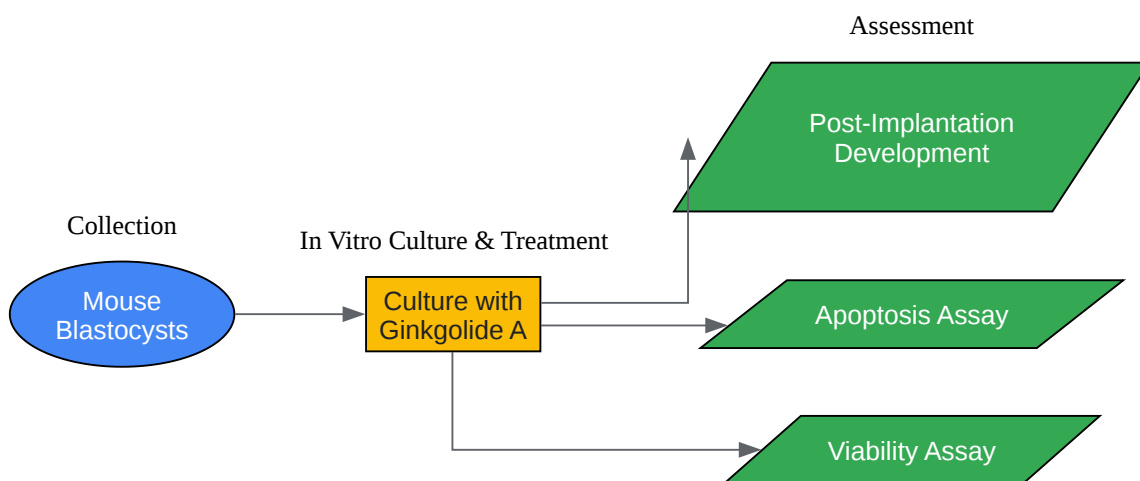 Assessment
Post-Implantation
Development
Collection
In Vitro Culture & Treatment
Mouse
Blastocysts
Culture with
Ginkgolide A
Apoptosis Assay
Viability Assay